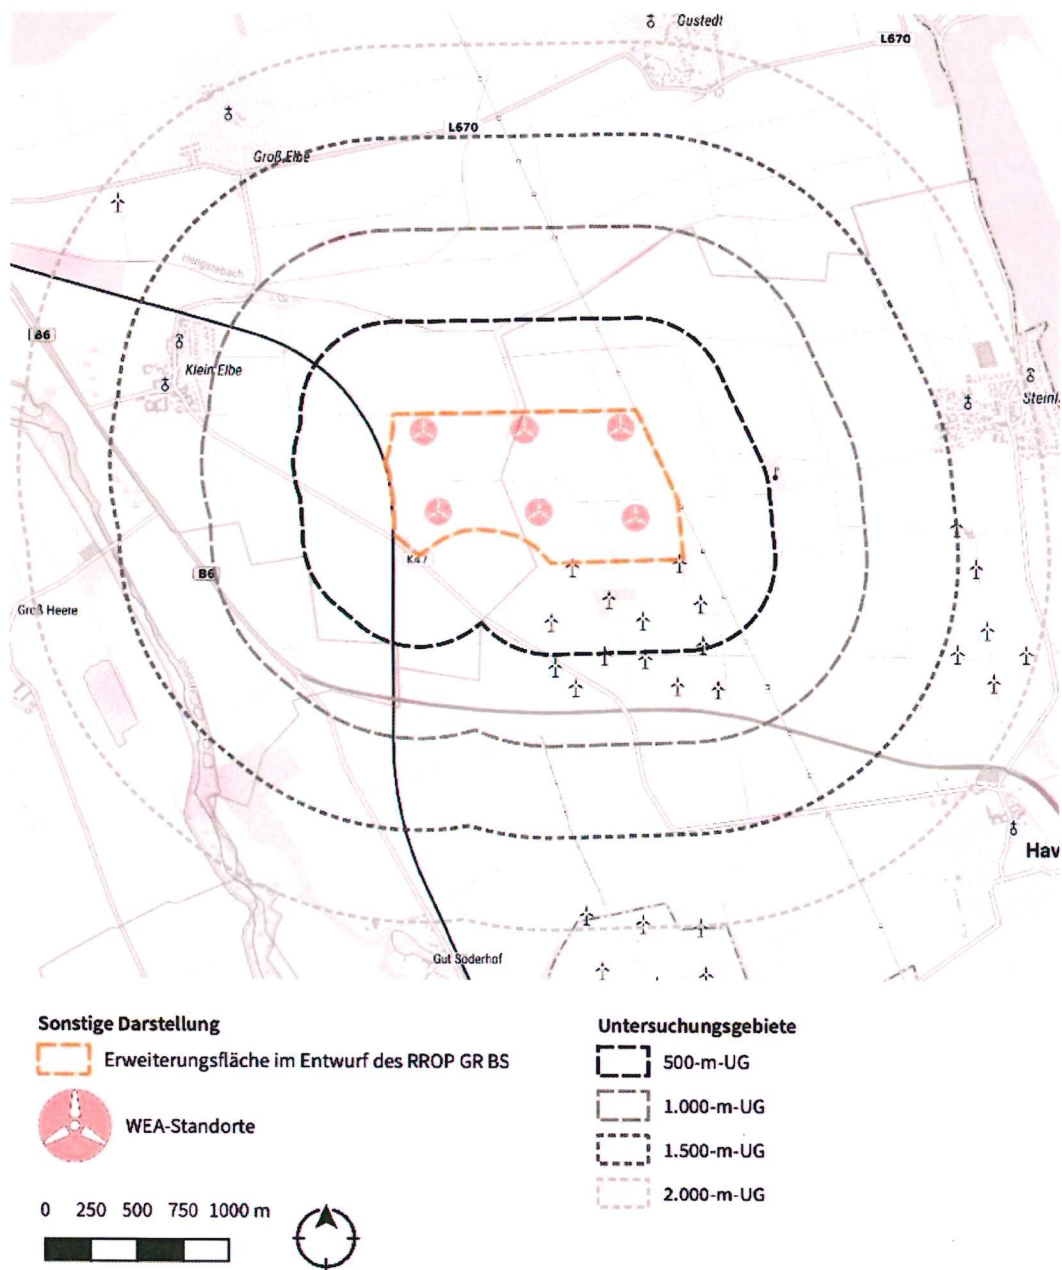 Gustedt
L670
L670
Groß Elbe
Hengstebach
B6
Klein Elbe
K47
B6
Groß Heere
Gut Söderhof
Hav
Sonstige Darstellung
Erweiterungsfläche im Entwurf des RROP GR BS
WEA-Standorte
0 250 500 750 1000 m
Untersuchungsgebiete
500-m-UG
1.000-m-UG
1.500-m-UG
2.000-m-UG